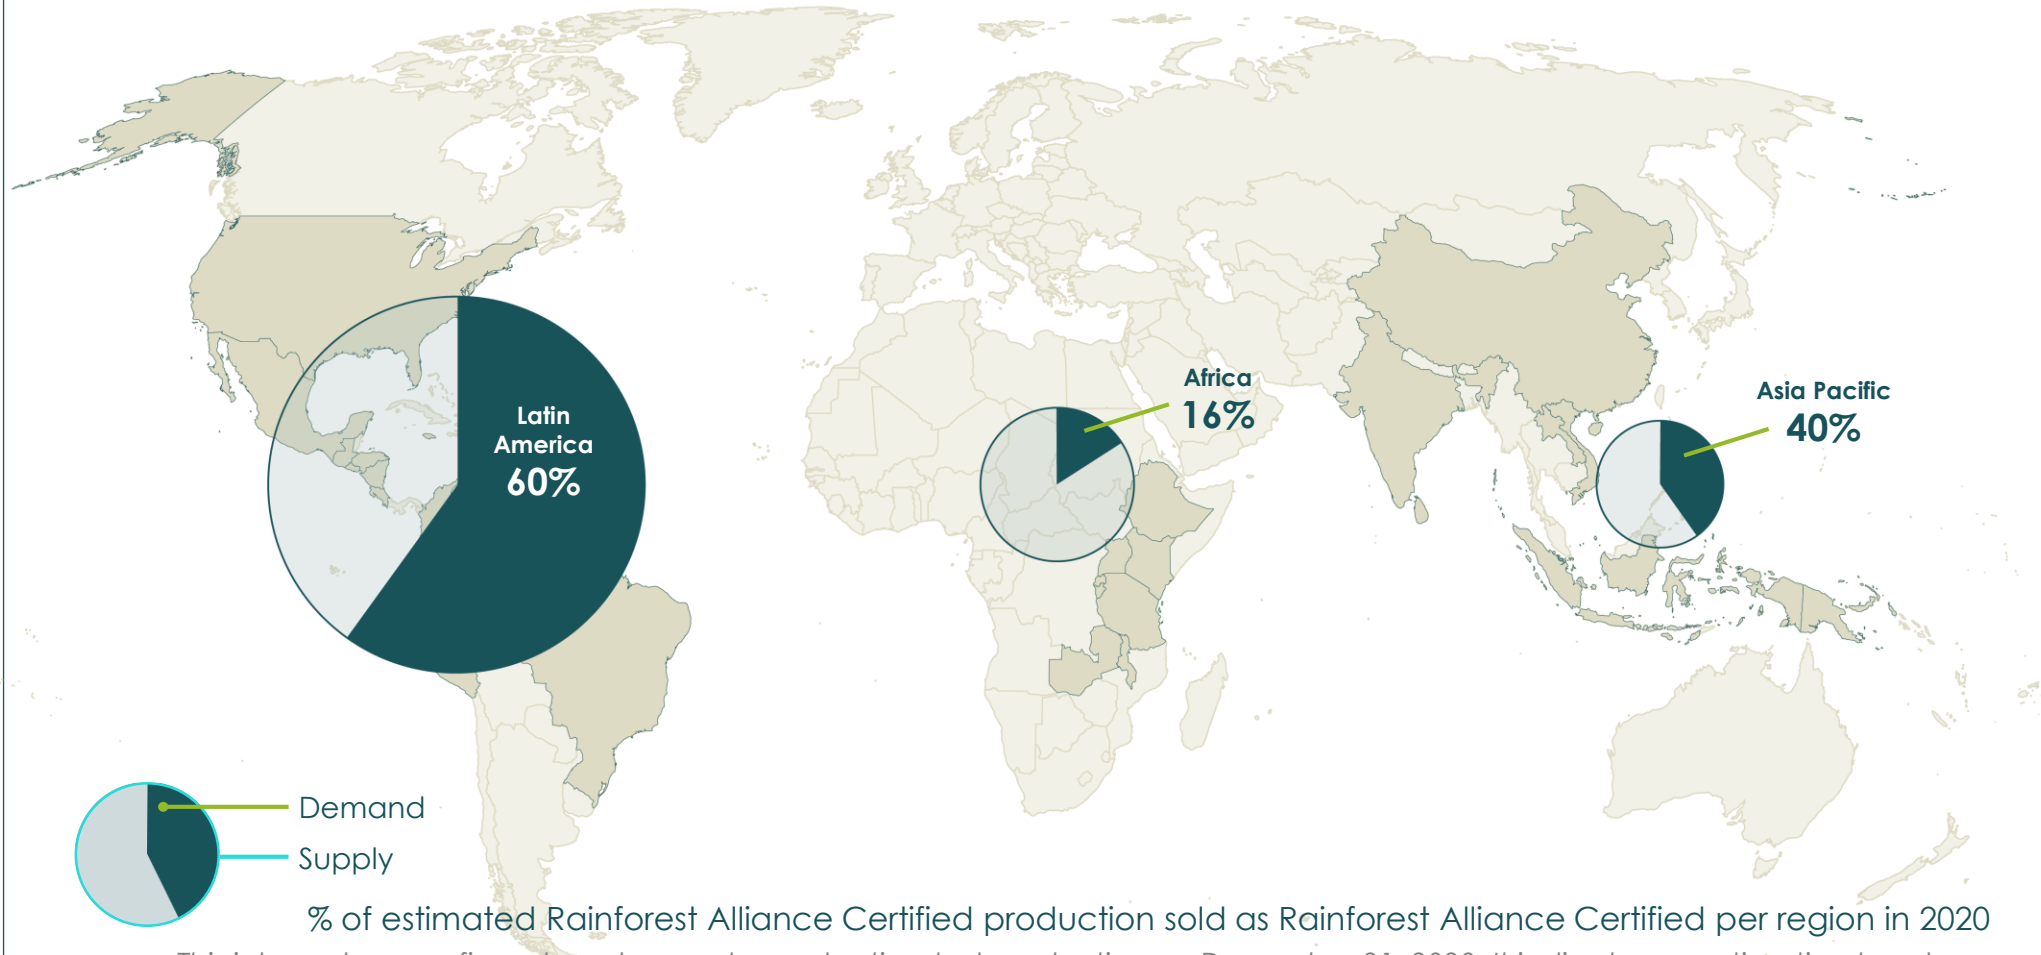 Latin
America
60%
Africa
16%
Asia Pacific
40%
Demand
Supply
% of estimated Rainforest Alliance Certified production sold as Rainforest Alliance Certified per region in 2020